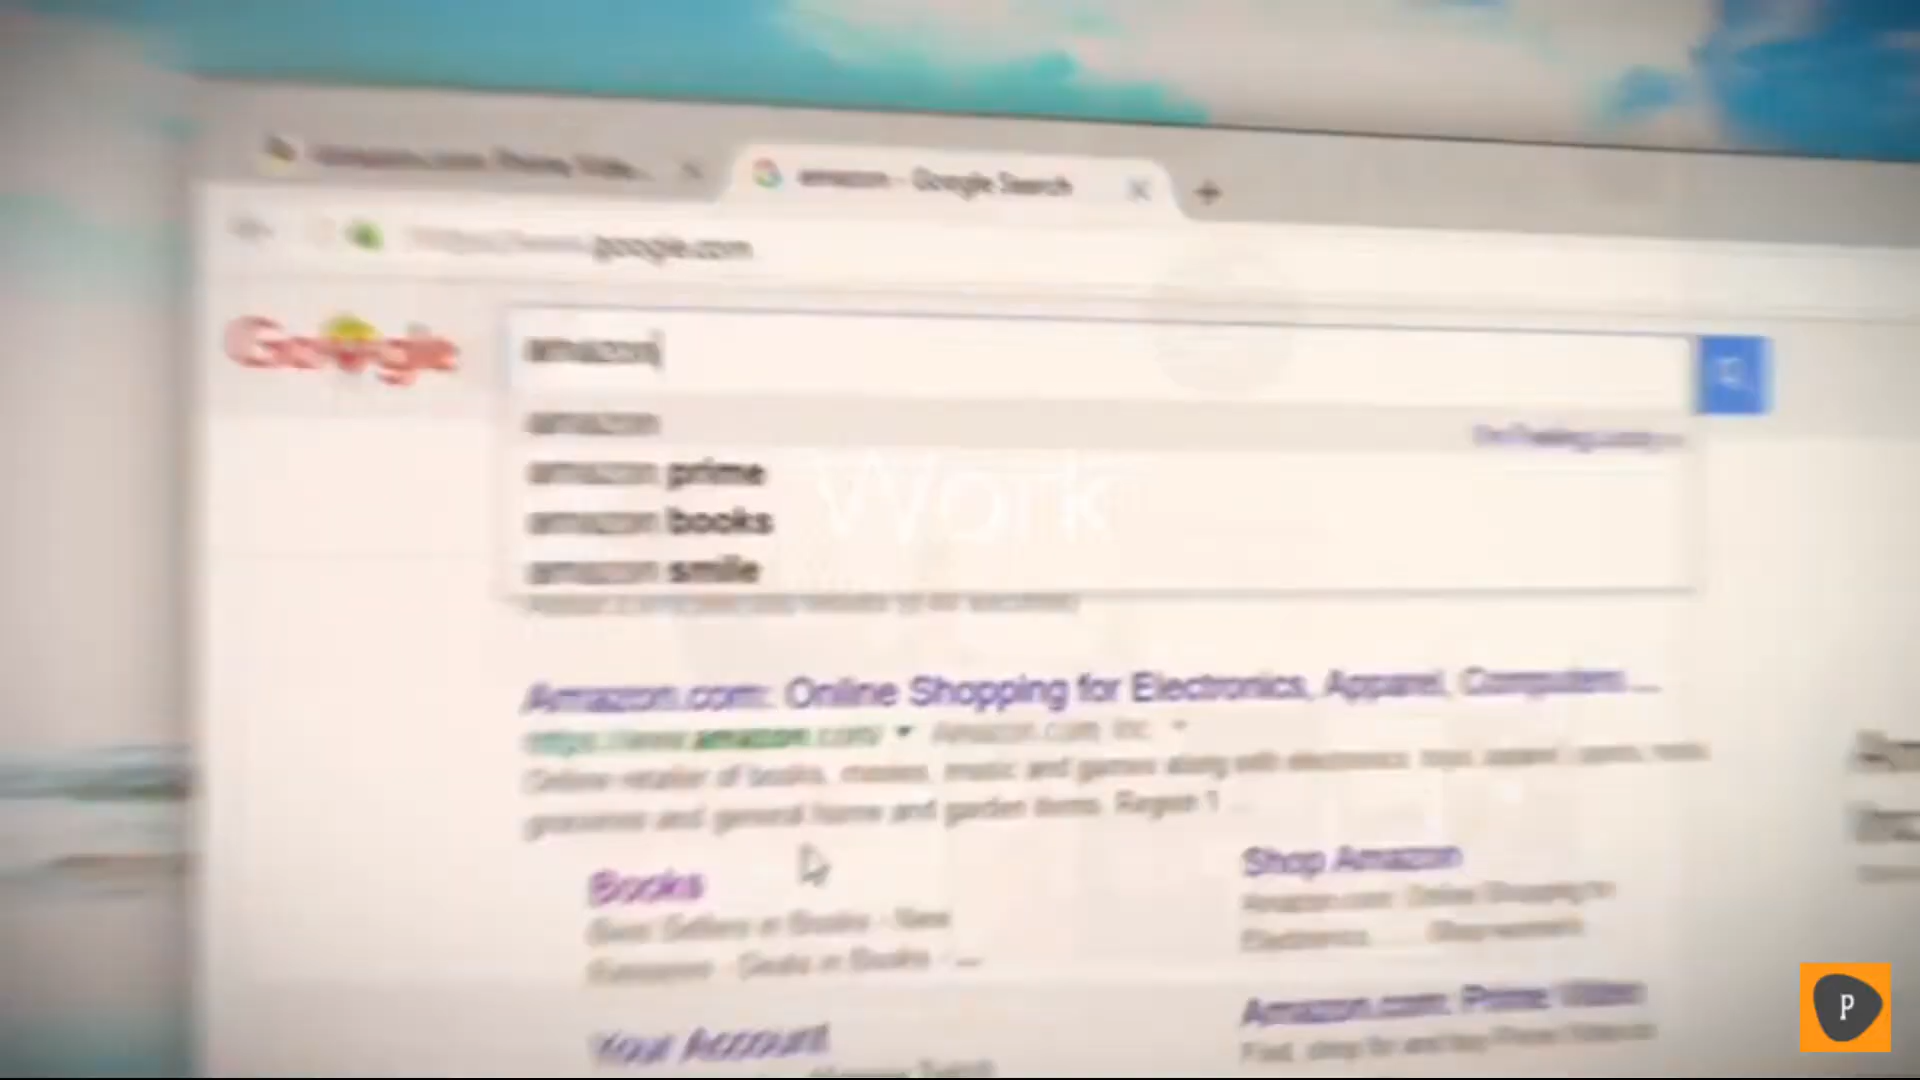 amazon - Google Search
google.com
Google
amazon
amazon
amazon prime
Work
amazon books
amazon smile
Amazon.com: Online Shopping for Electronics, Apparel, Computers ...
https://www.amazon.com/ Amazon.com, Inc.
Online retailer of books, movies, music and games along with electronics, toys, apparel, sports, tools,
groceries and general home and garden items. Region 1
Books
Shop Amazon
Best Sellers in Books - New
Amazon.com: Online Shopping for
Electronics
Deals in Books - ...
Amazon.com: Prime Video
Your Account
P